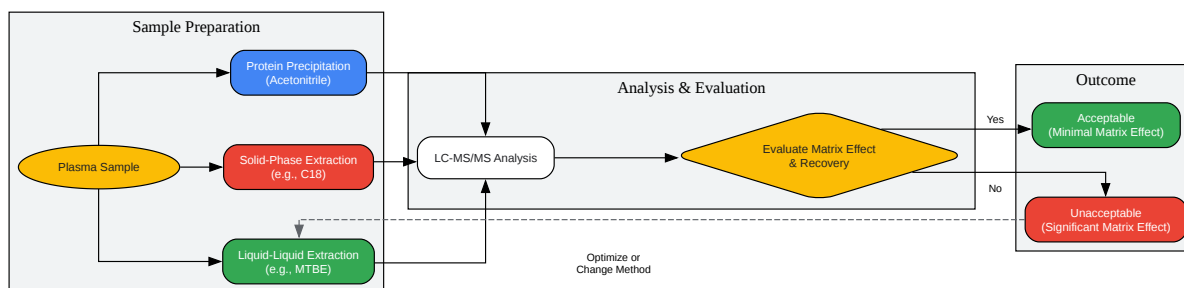 Sample Preparation
Protein Precipitation
(Acetonitrile)
Plasma Sample
Solid-Phase Extraction
(e.g., C18)
Liquid-Liquid Extraction
(e.g., MTBE)
Analysis & Evaluation
LC-MS/MS Analysis
Evaluate Matrix Effect
& Recovery
Yes
No
Optimize or
Change Method
Outcome
Acceptable
(Minimal Matrix Effect)
Unacceptable
(Significant Matrix Effect)